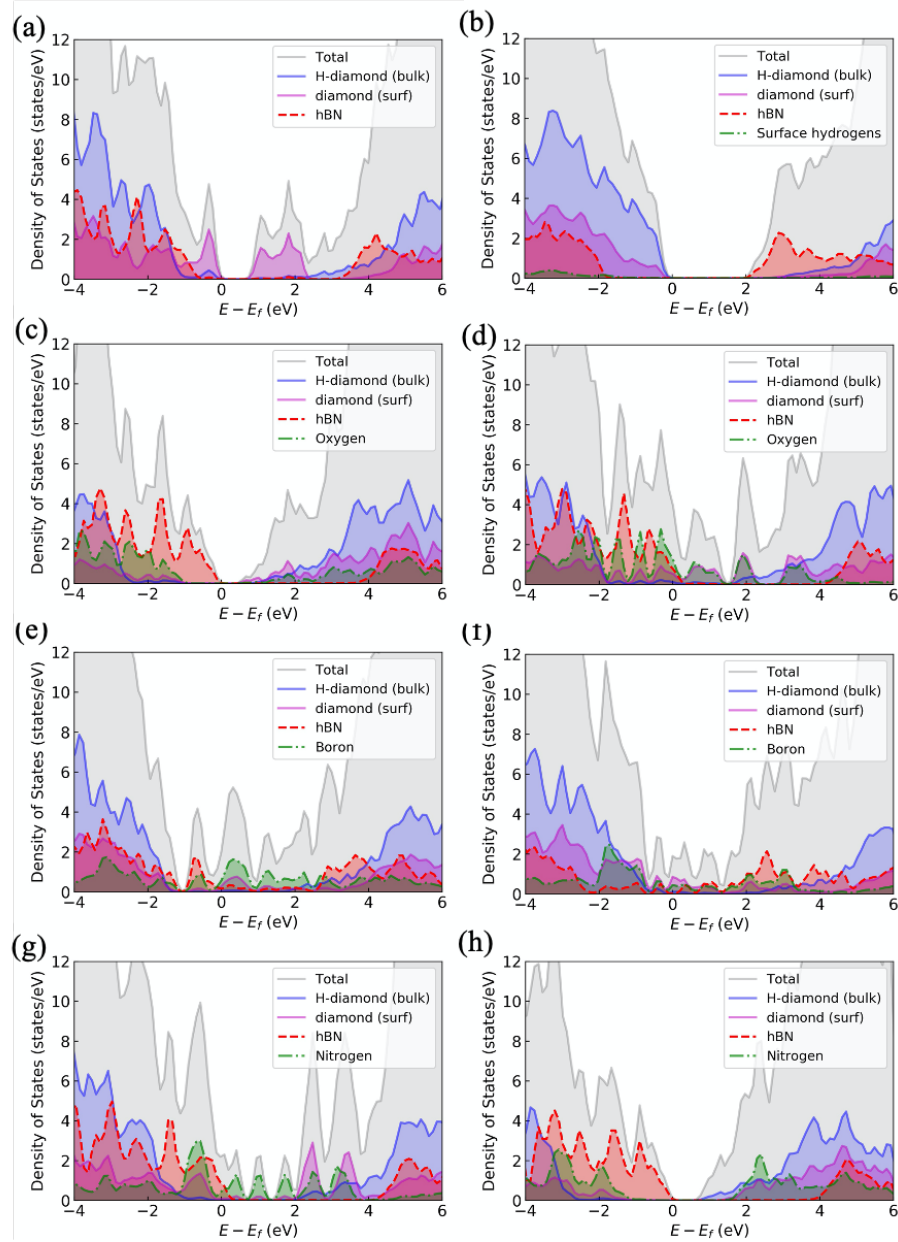 (a)
12
10
8
6
4
2
0
Density of States (states/eV)
Total
H-diamond (bulk)
diamond (surf)
hBN
−4
−2
0
2
4
6
E − E_f (eV)
(b)
12
10
8
6
4
2
0
Density of States (states/eV)
Total
H-diamond (bulk)
diamond (surf)
hBN
Surface hydrogens
−4
−2
0
2
4
6
E − E_f (eV)
(c)
12
10
8
6
4
2
0
Density of States (states/eV)
Total
H-diamond (bulk)
diamond (surf)
hBN
Oxygen
−4
−2
0
2
4
6
E − E_f (eV)
(d)
12
10
8
6
4
2
0
Density of States (states/eV)
Total
H-diamond (bulk)
diamond (surf)
hBN
Oxygen
−4
−2
0
2
4
6
E − E_f (eV)
(e)
12
10
8
6
4
2
0
Density of States (states/eV)
Total
H-diamond (bulk)
diamond (surf)
hBN
Boron
−4
−2
0
2
4
6
E − E_f (eV)
(f)
12
10
8
6
4
2
0
Density of States (states/eV)
Total
H-diamond (bulk)
diamond (surf)
hBN
Boron
−4
−2
0
2
4
6
E − E_f (eV)
(g)
12
10
8
6
4
2
0
Density of States (states/eV)
Total
H-diamond (bulk)
diamond (surf)
hBN
Nitrogen
−4
−2
0
2
4
6
E − E_f (eV)
(h)
12
10
8
6
4
2
0
Density of States (states/eV)
Total
H-diamond (bulk)
diamond (surf)
hBN
Nitrogen
−4
−2
0
2
4
6
E − E_f (eV)